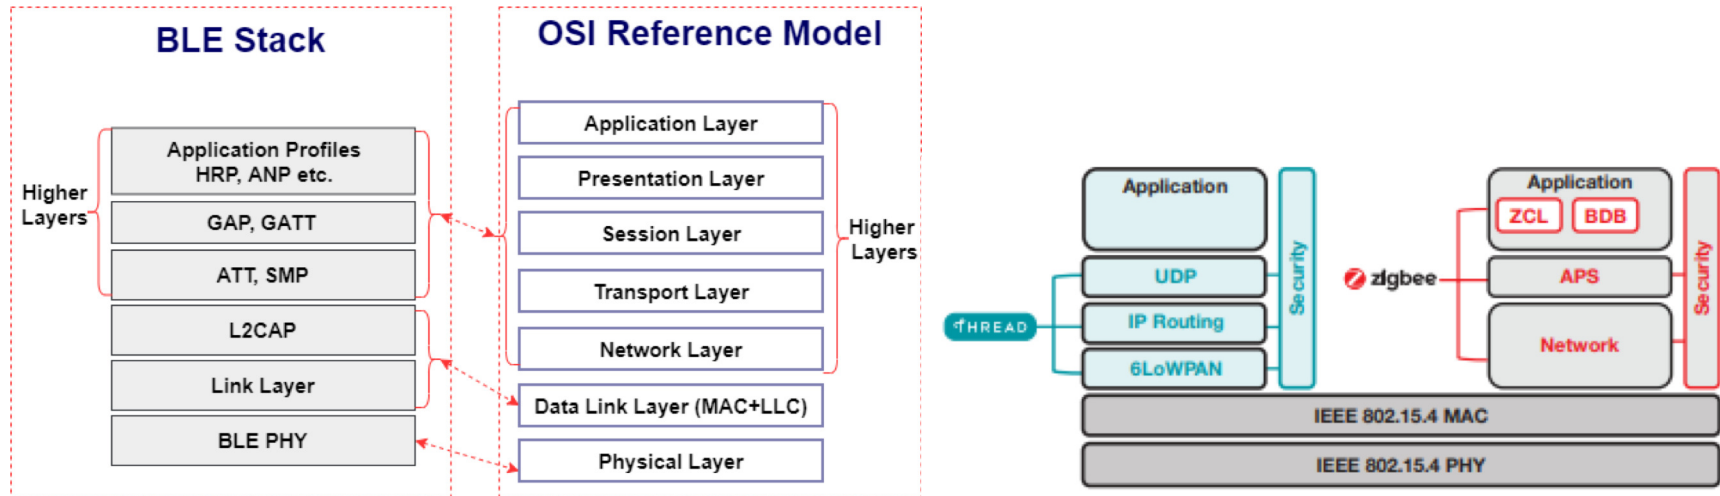 BLE Stack
Higher
Layers
Application Profiles
HRP, ANP etc.
GAP, GATT
ATT, SMP
L2CAP
Link Layer
BLE PHY
OSI Reference Model
Application Layer
Presentation Layer
Session Layer
Transport Layer
Network Layer
Data Link Layer (MAC+LLC)
Physical Layer
Higher
Layers
THREAD
Application
UDP
IP Routing
6LoWPAN
Security
zigbee
Application
ZCL BDB
APS
Network
Security
IEEE 802.15.4 MAC
IEEE 802.15.4 PHY